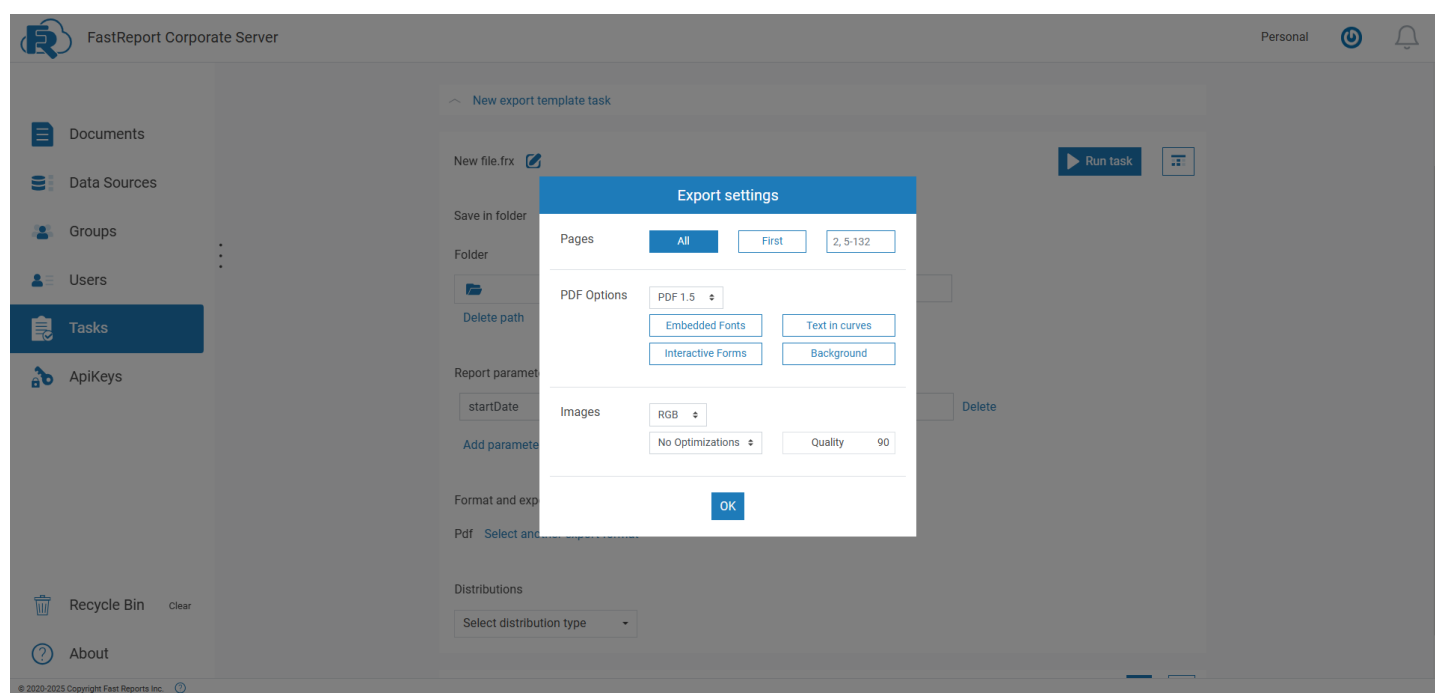 FastReport Corporate Server
Personal
New export template task
Documents
New file.frx
Run task
Data Sources
Export settings
Save in folder
Groups
Pages
All
First
2, 5-132
Folder
Users
PDF Options
PDF 1.5
Delete path
Embedded Fonts
Text in curves
Tasks
Interactive Forms
Background
Report paramet
ApiKeys
startDate
Delete
Images
RGB
Add paramete
No Optimizations
Quality
90
Format and exp
OK
Pdf
Select another export format
Distributions
Recycle Bin
Clear
Select distribution type
About
© 2020-2025 Copyright Fast Reports Inc.